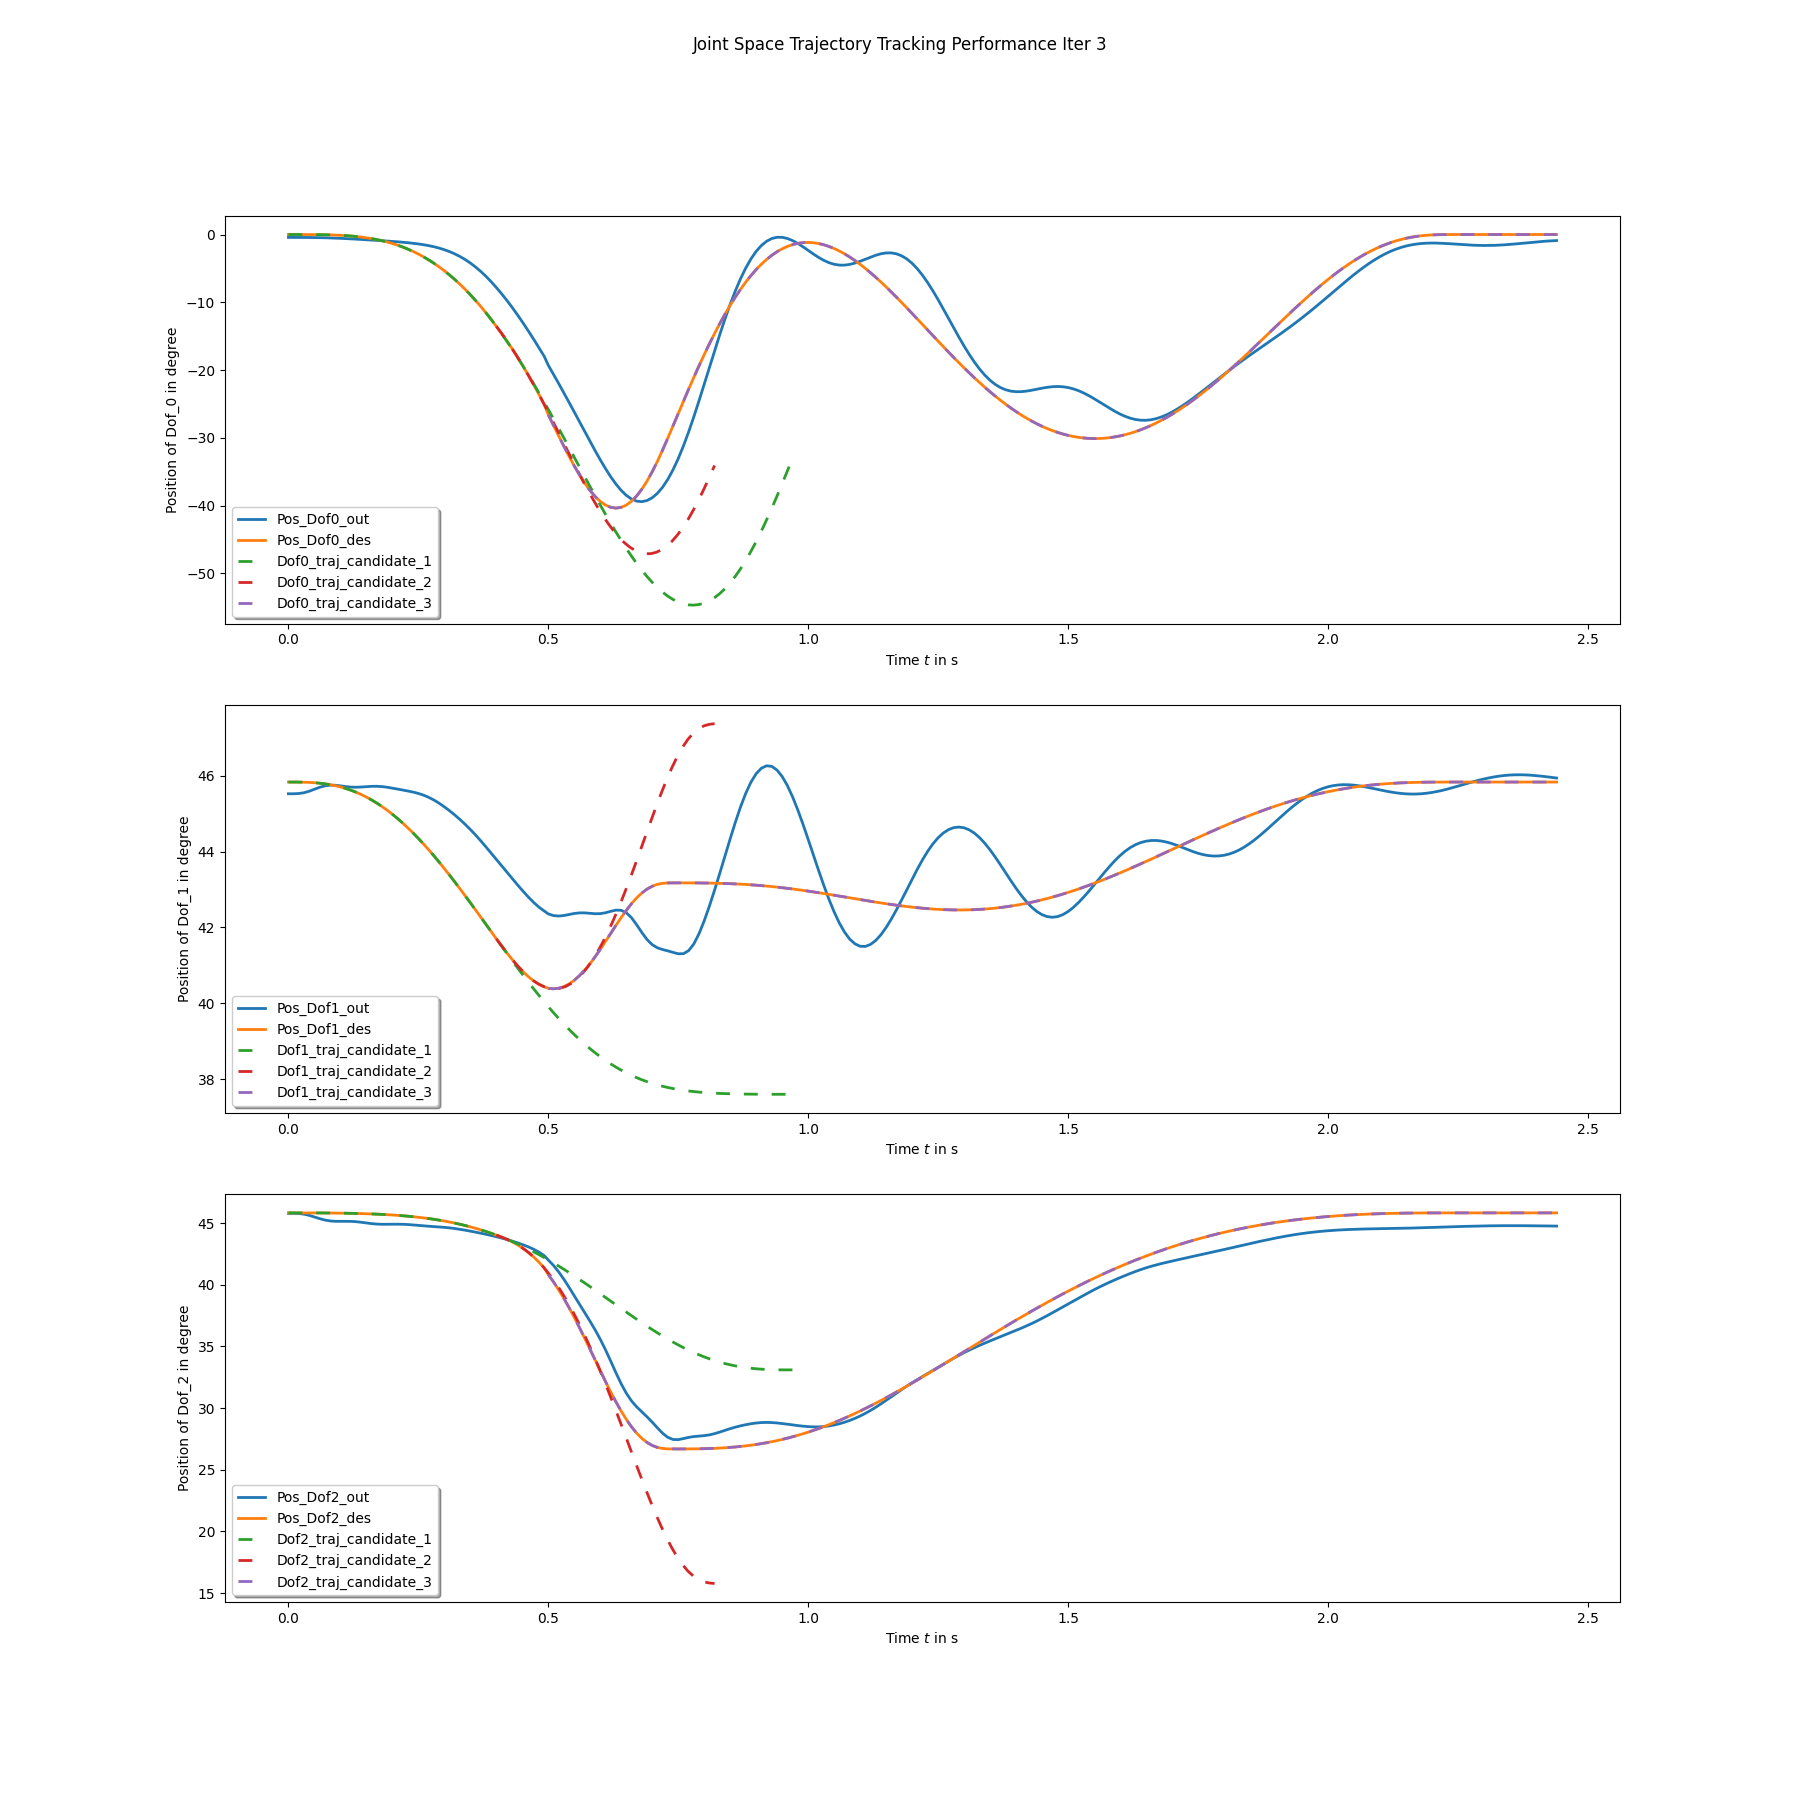 Joint Space Trajectory Tracking Performance Iter 3
0
−10
−20
−30
−40
−50
Position of Dof_0 in degree
Pos_Dof0_out
Pos_Dof0_des
Dof0_traj_candidate_1
Dof0_traj_candidate_2
Dof0_traj_candidate_3
0.0 0.5 1.0 1.5 2.0 2.5
Time t in s
46
44
42
40
38
Position of Dof_1 in degree
Pos_Dof1_out
Pos_Dof1_des
Dof1_traj_candidate_1
Dof1_traj_candidate_2
Dof1_traj_candidate_3
0.0 0.5 1.0 1.5 2.0 2.5
Time t in s
45
40
35
30
25
20
15
Position of Dof_2 in degree
Pos_Dof2_out
Pos_Dof2_des
Dof2_traj_candidate_1
Dof2_traj_candidate_2
Dof2_traj_candidate_3
0.0 0.5 1.0 1.5 2.0 2.5
Time t in s